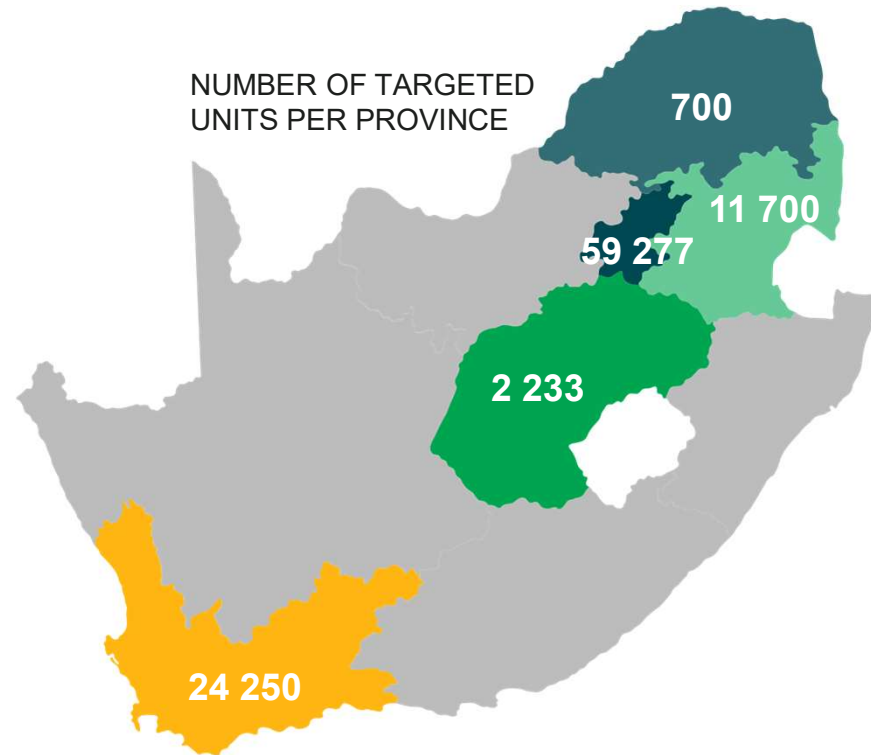 NUMBER OF TARGETED
UNITS PER PROVINCE
700
11 700
59 277
2 233
24 250